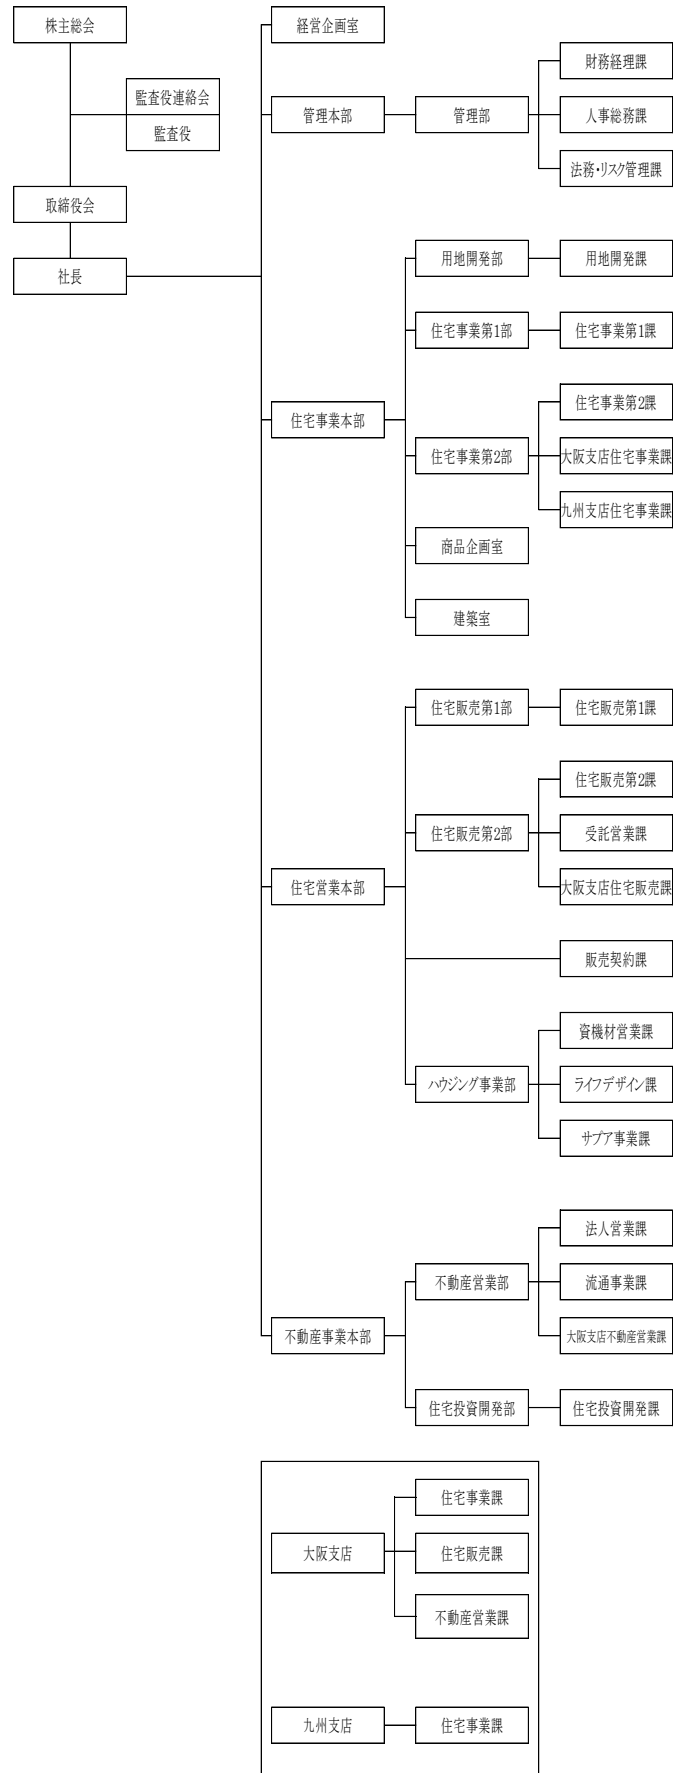 株主総会
監査役連絡会
監査役
取締役会
社長
経営企画室
管理本部
管理部
財務経理課
人事総務課
法務・リスク管理課
住宅事業本部
用地開発部
用地開発課
住宅事業第1部
住宅事業第1課
住宅事業第2部
住宅事業第2課
大阪支店住宅事業課
九州支店住宅事業課
商品企画室
建築室
住宅営業本部
住宅販売第1部
住宅販売第1課
住宅販売第2部
住宅販売第2課
受託営業課
大阪支店住宅販売課
販売契約課
ハウジング事業部
資機材営業課
ライフデザイン課
サプア事業課
不動産事業本部
不動産営業部
法人営業課
流通事業課
大阪支店不動産営業課
住宅投資開発部
住宅投資開発課
大阪支店
住宅事業課
住宅販売課
不動産営業課
九州支店
住宅事業課